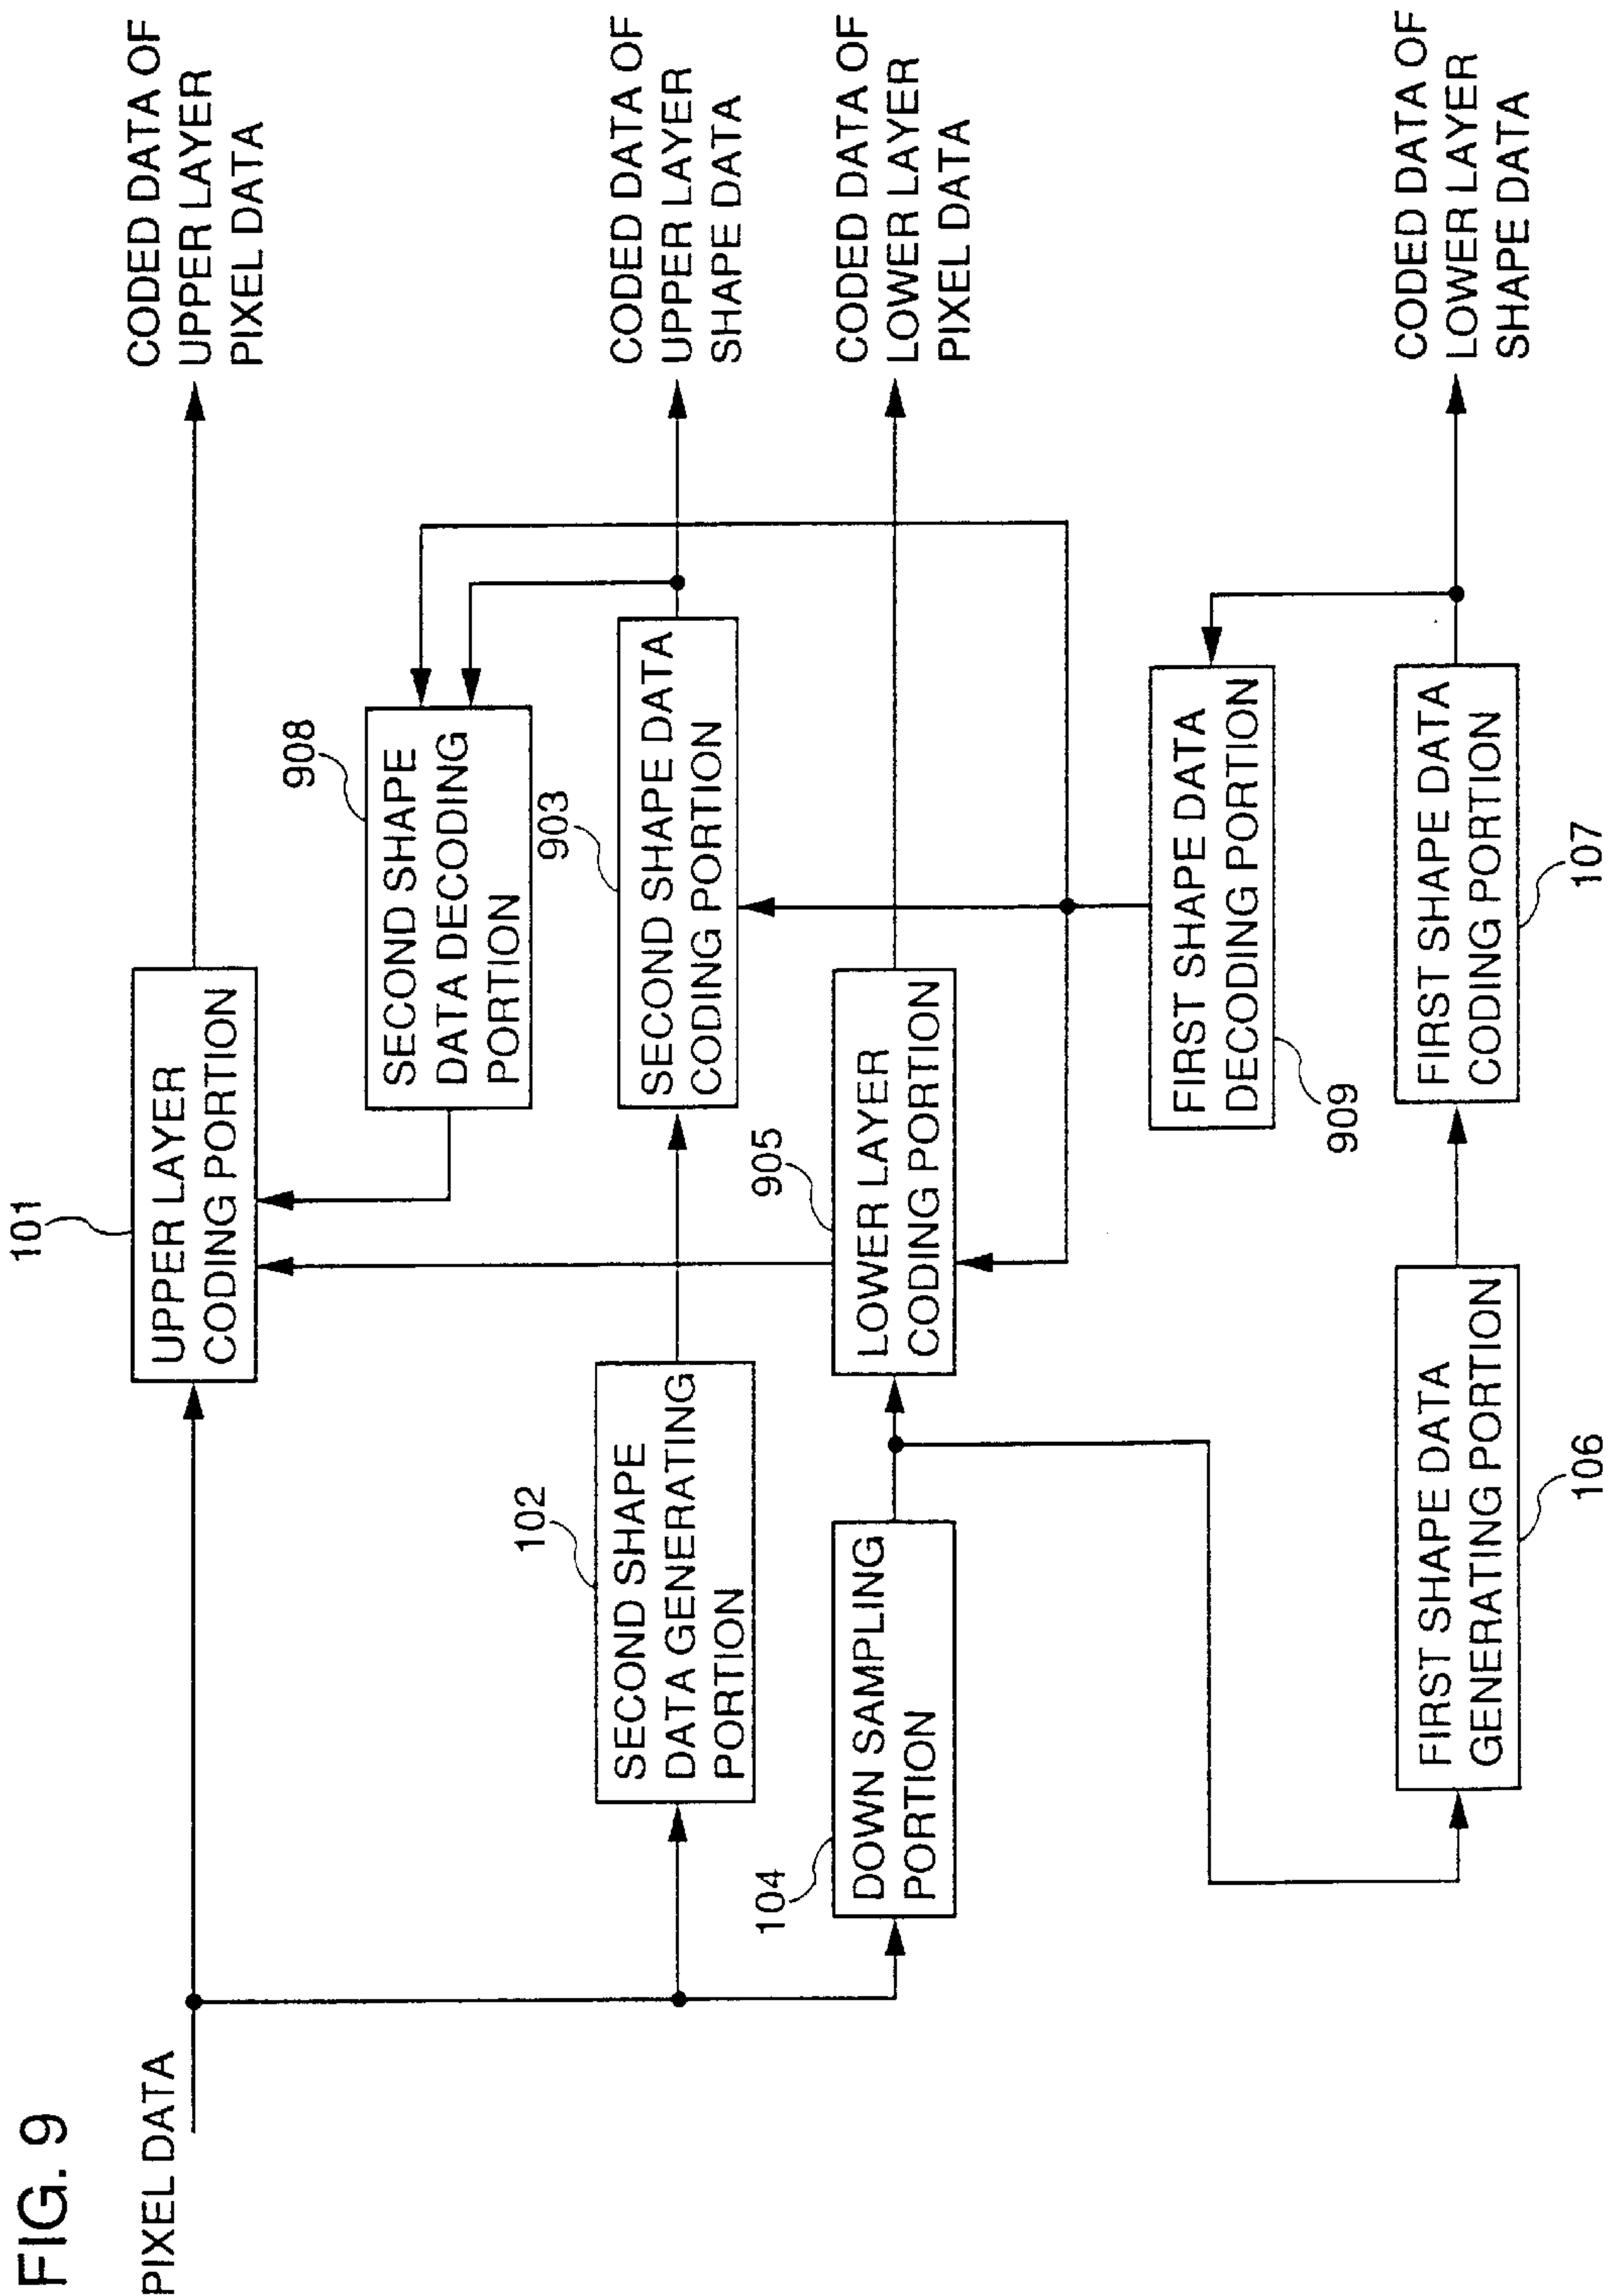 FIG. 9
PIXEL DATA
101
UPPER LAYER
CODING PORTION
CODED DATA OF
UPPER LAYER
PIXEL DATA
908
SECOND SHAPE
DATA DECODING
PORTION
102
SECOND SHAPE
DATA GENERATING
PORTION
903
SECOND SHAPE DATA
CODING PORTION
CODED DATA OF
UPPER LAYER
SHAPE DATA
104
DOWN SAMPLING
PORTION
905
LOWER LAYER
CODING PORTION
CODED DATA OF
LOWER LAYER
PIXEL DATA
FIRST SHAPE DATA
DECODING PORTION
909
FIRST SHAPE DATA
GENERATING PORTION
106
FIRST SHAPE DATA
CODING PORTION
107
CODED DATA OF
LOWER LAYER
SHAPE DATA